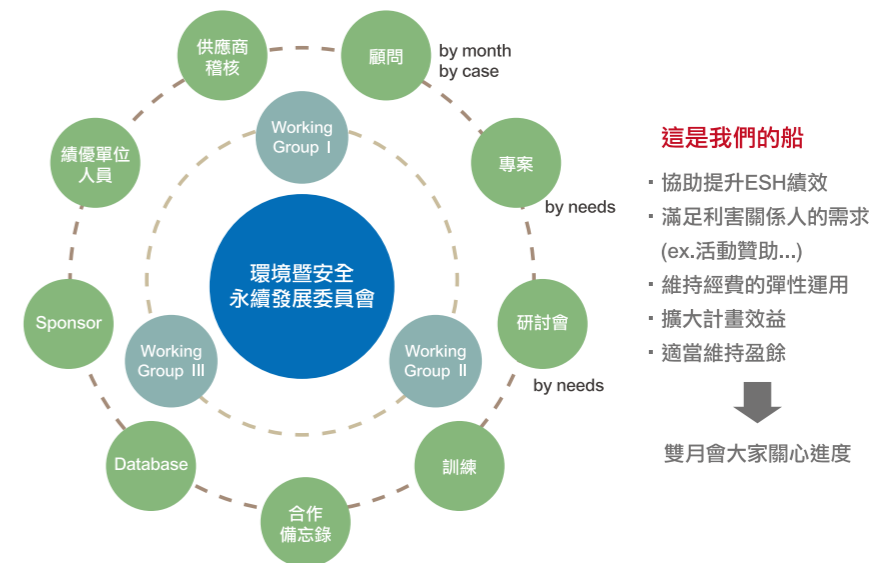 供應商
稽核
顧問
by month
by case
Working
Group Ⅰ
績優單位
人員
專案
by needs
環境暨安全
永續發展委員會
Sponsor
研討會
by needs
Working
Group Ⅲ
Working
Group Ⅱ
Database
訓練
合作
備忘錄
這是我們的船
▪ 協助提升ESH績效
▪ 滿足利害關係人的需求
(ex.活動贊助...)
▪ 維持經費的彈性運用
▪ 擴大計畫效益
▪ 適當維持盈餘
雙月會大家關心進度